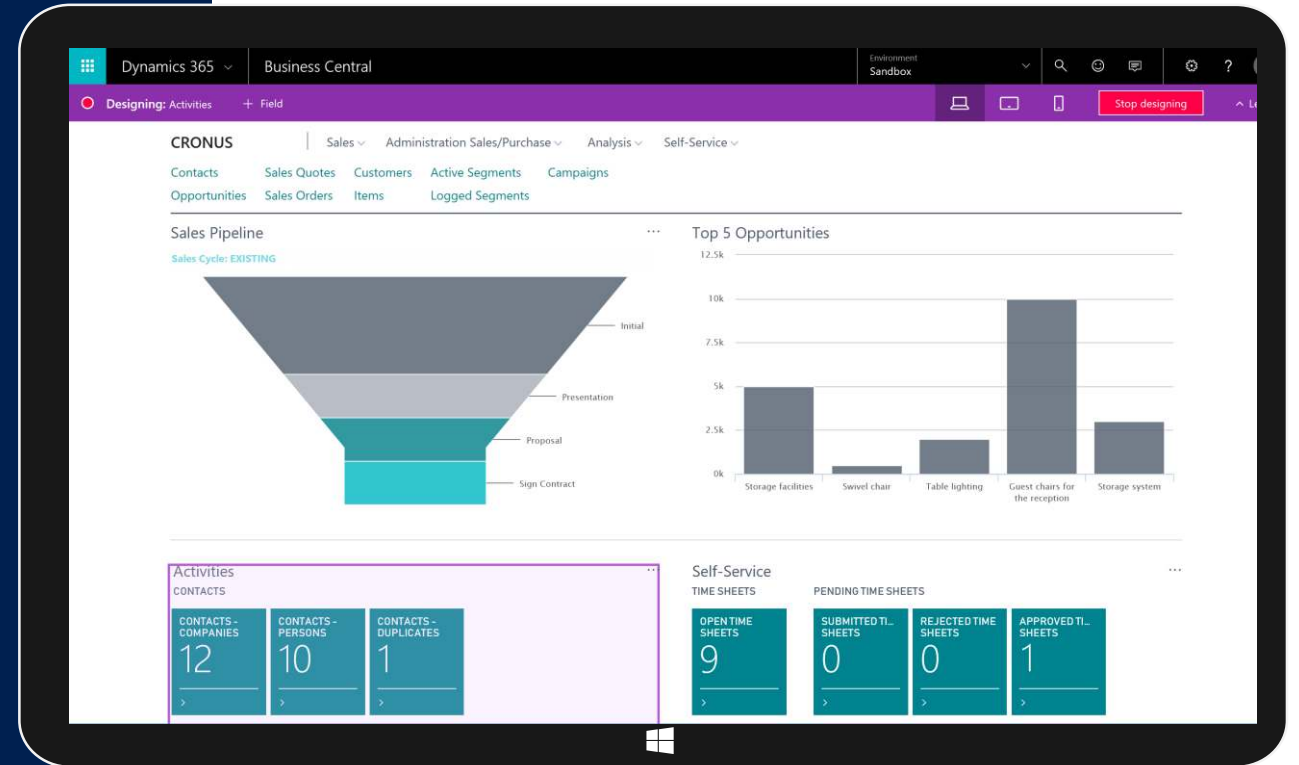 Dynamics 365 Business Central Environment
Sandbox ?
Designing: Activities + Field Stop designing
CRONUS Sales Administration Sales/Purchase Analysis Self-Service
Contacts Sales Quotes Customers Active Segments Campaigns
Opportunities Sales Orders Items Logged Segments
Sales Pipeline ...
Sales Cycle: EXISTING
Initial
Presentation
Proposal
Sign Contract
Top 5 Opportunities
12.5k
10k
7.5k
5k
2.5k
0k
Storage facilities Swivel chair Table lighting Guest chairs for the reception Storage system
Activities ...
CONTACTS
CONTACTS - COMPANIES
12
CONTACTS - PERSONS
10
CONTACTS - DUPLICATES
1
Self-Service ...
TIME SHEETS PENDING TIME SHEETS
OPEN TIME SHEETS
9
SUBMITTED TI... SHEETS
0
REJECTED TIME SHEETS
0
APPROVED TI... SHEETS
1